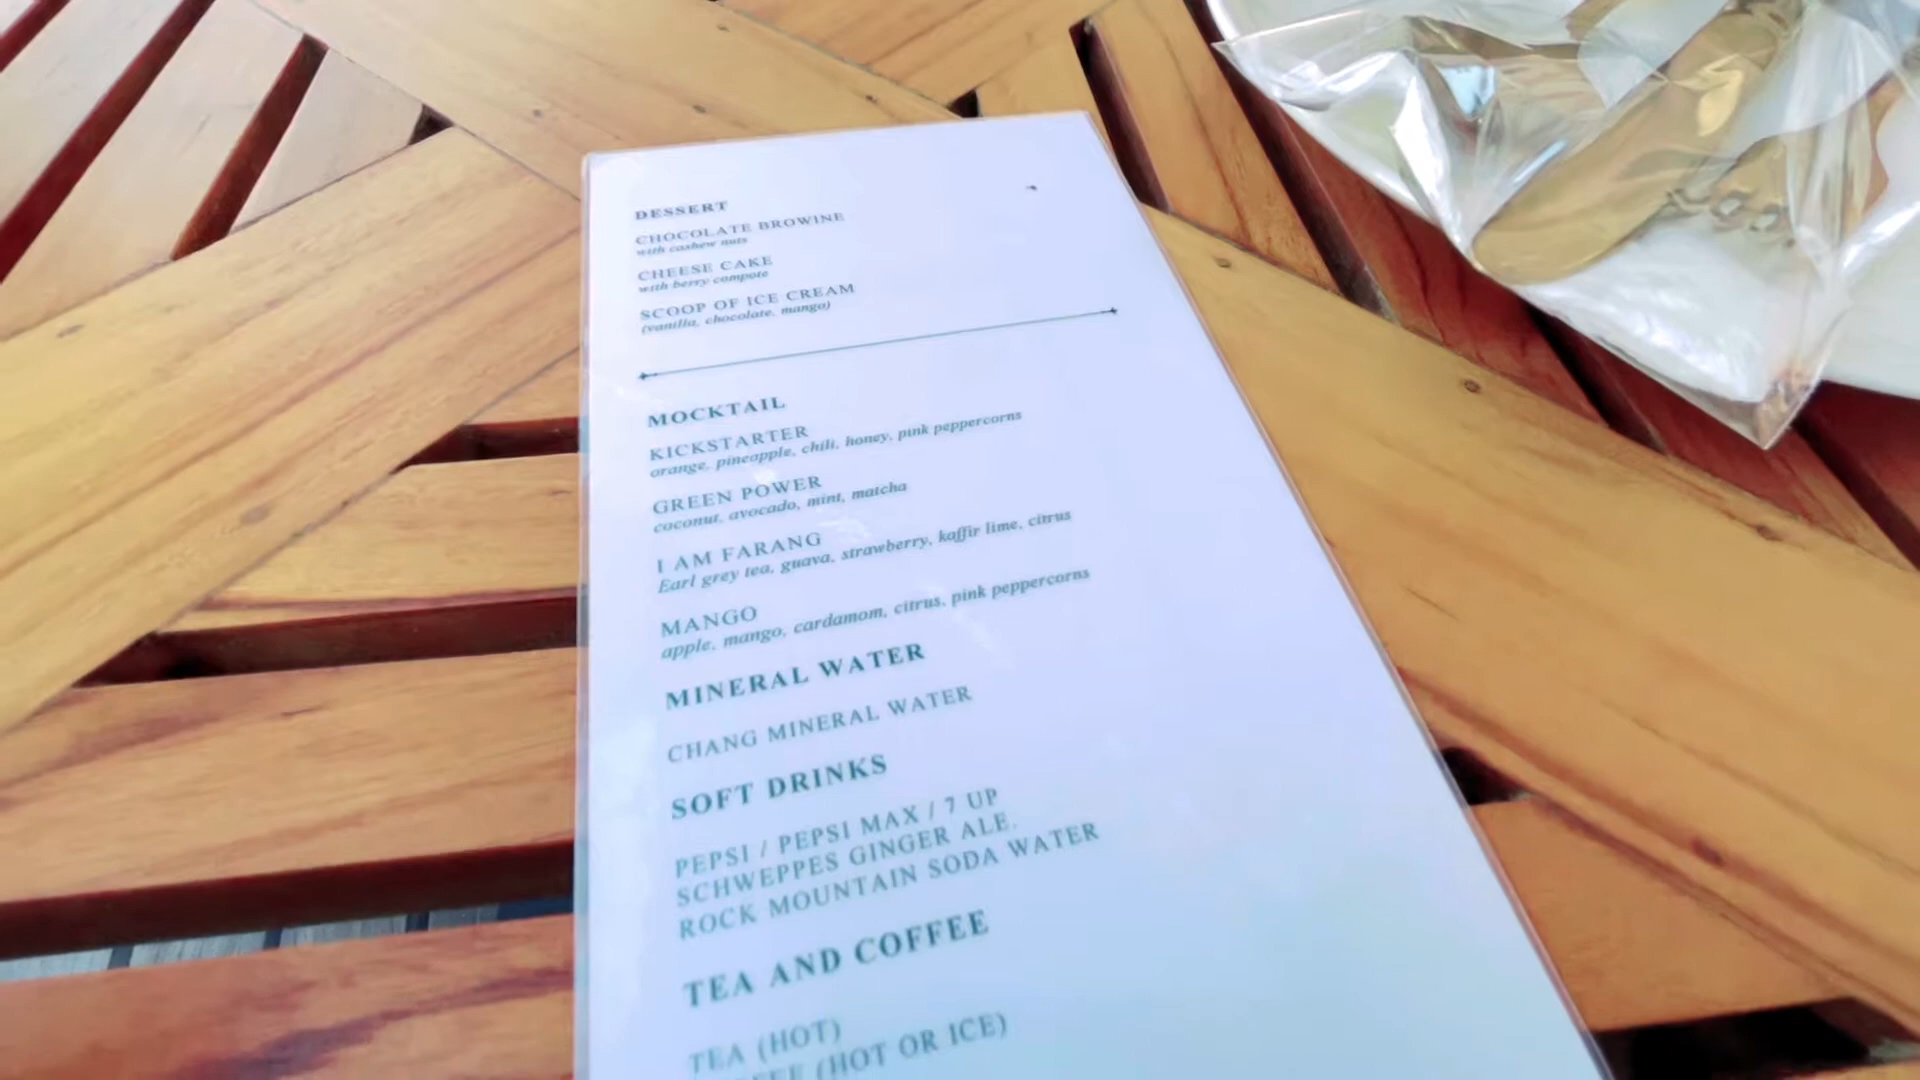 DESSERT
CHOCOLATE BROWINE
with cashew nuts
CHEESE CAKE
with berry compote
SCOOP OF ICE CREAM
(vanilla, chocolate, mango)
MOCKTAIL
KICKSTARTER
orange, pineapple, chili, honey, pink peppercorns
GREEN POWER
coconut, avocado, mint, matcha
I AM FARANG
Earl grey tea, guava, strawberry, kaffir lime, citrus
MANGO
apple, mango, cardamom, citrus, pink peppercorns
MINERAL WATER
CHANG MINERAL WATER
SOFT DRINKS
PEPSI / PEPSI MAX / 7 UP
SCHWEPPES GINGER ALE.
ROCK MOUNTAIN SODA WATER
TEA AND COFFEE
TEA (HOT)
(HOT OR ICE)